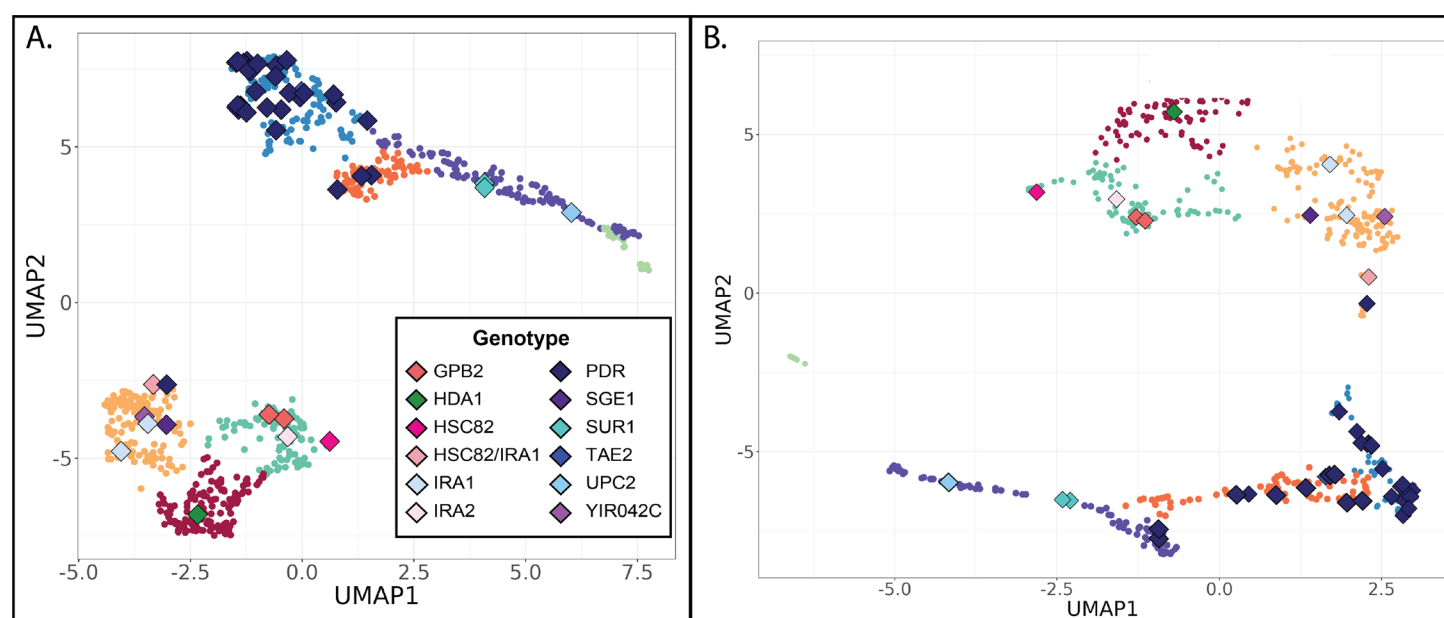 A.
UMAP2
5
0
-5
-5.0 -2.5 0.0 2.5 5.0 7.5
UMAP1
Genotype
GPB2 PDR
HDA1 SGE1
HSC82 SUR1
HSC82/IRA1 TAE2
IRA1 UPC2
IRA2 YIR042C
B.
UMAP2
5
0
-5
-5.0 -2.5 0.0 2.5
UMAP1